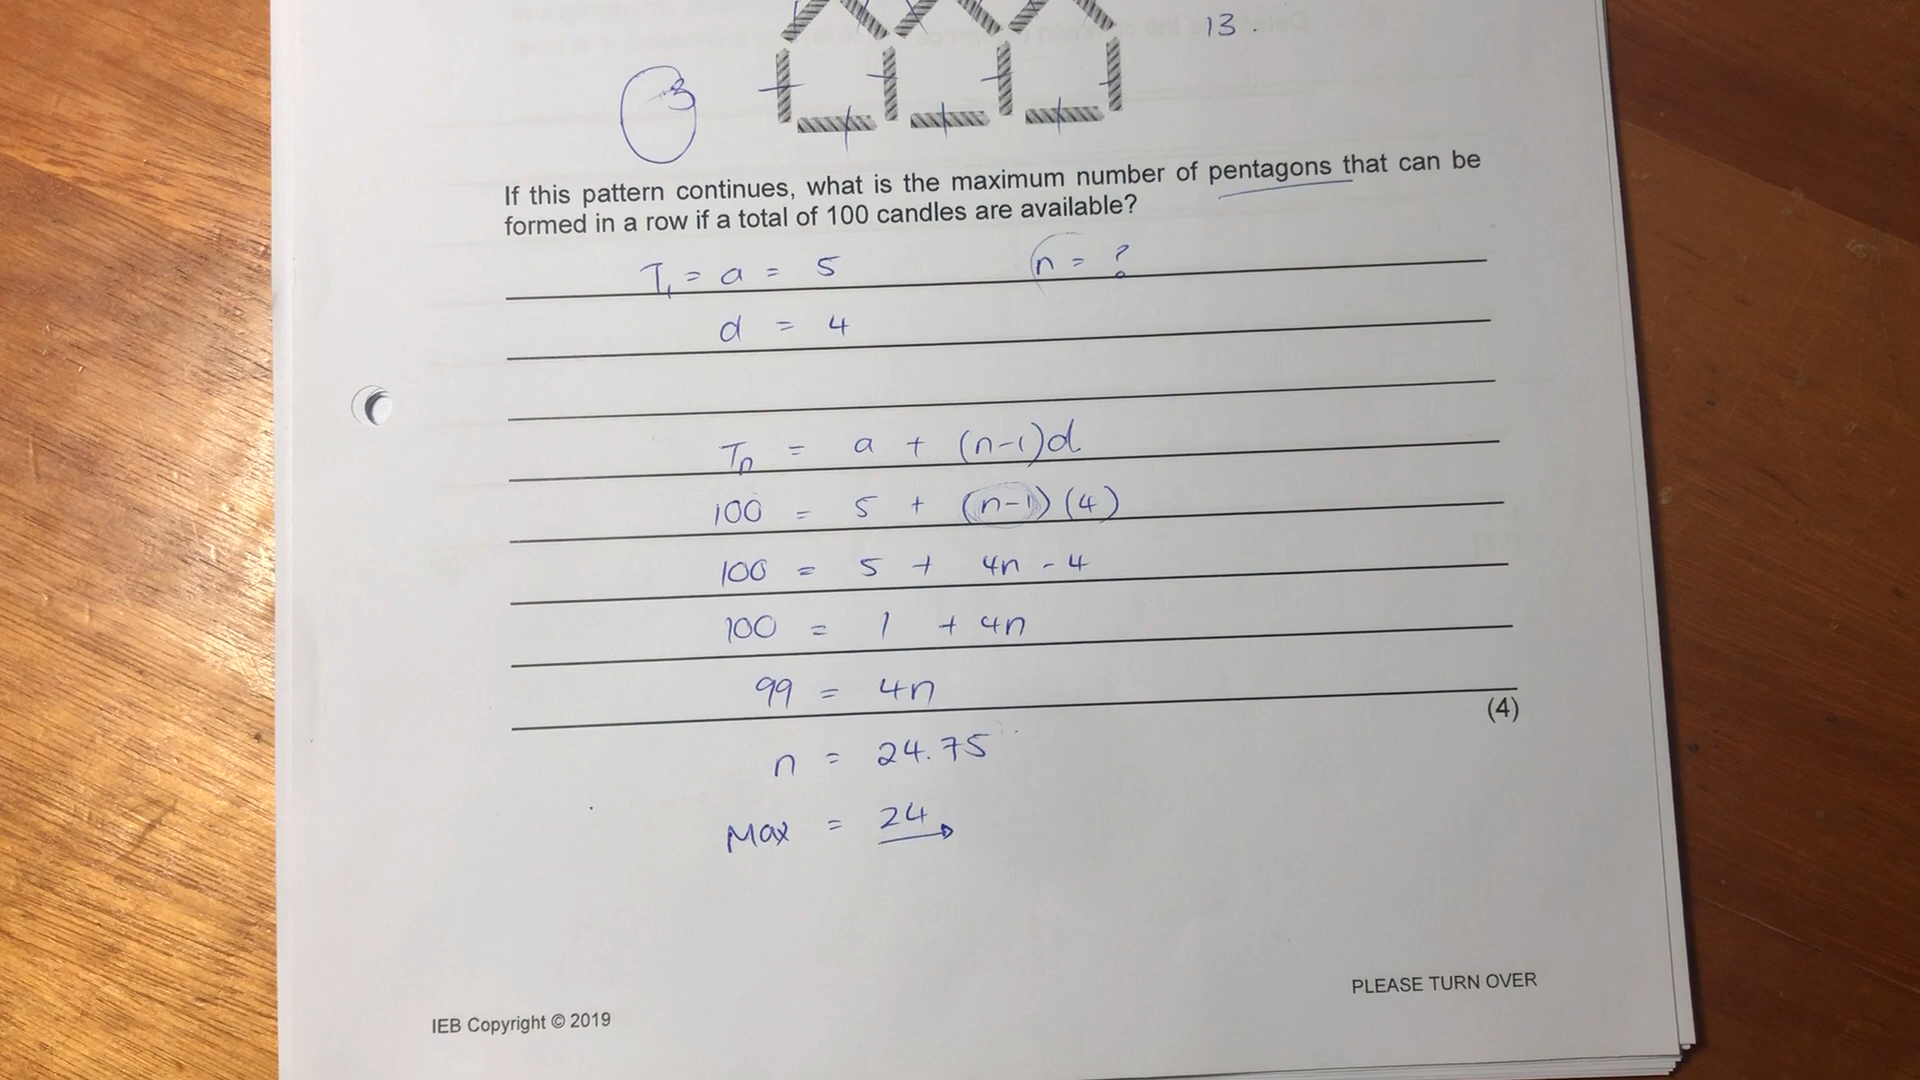 13.
3
If this pattern continues, what is the maximum number of pentagons that can be
formed in a row if a total of 100 candles are available?
T₁ = a = 5 n = ?
d = 4
Tn = a + (n-1)d
100 = 5 + (n-1)(4)
100 = 5 + 4n - 4
100 = 1 + 4n
99 = 4n
(4)
n = 24.75
Max = 24
PLEASE TURN OVER
IEB Copyright © 2019